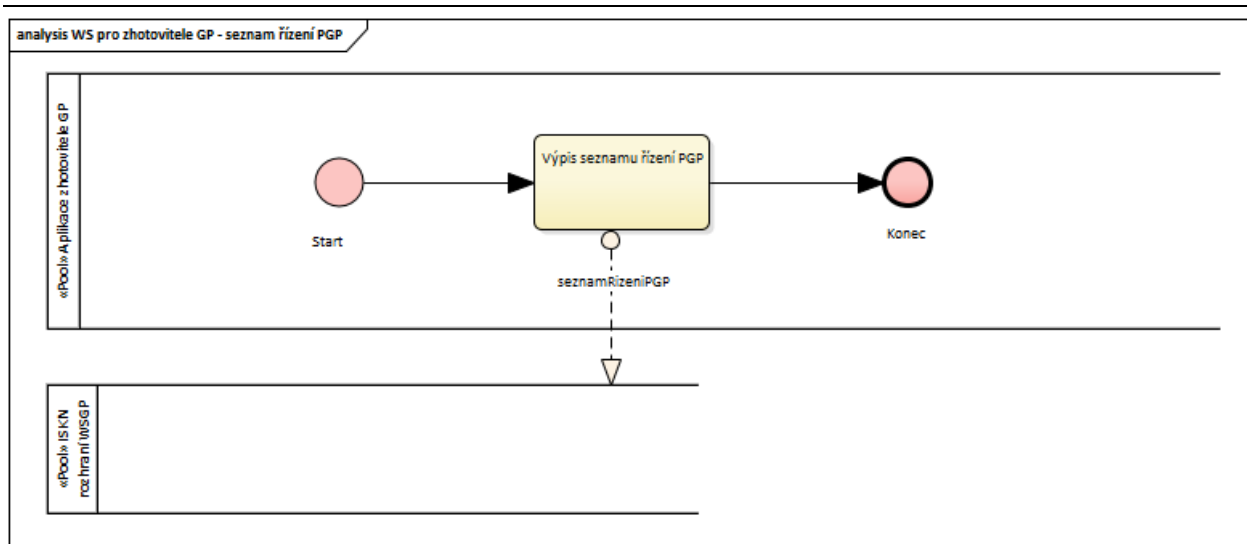 analysis WS pro zhotovitele GP - seznam řízení PGP
«Pool» Aplikace zhotovitele GP
Výpis seznamu řízení PGP
Start
Konec
seznamRizeniPGP
«Pool» ISKN
rozhraní WSGP